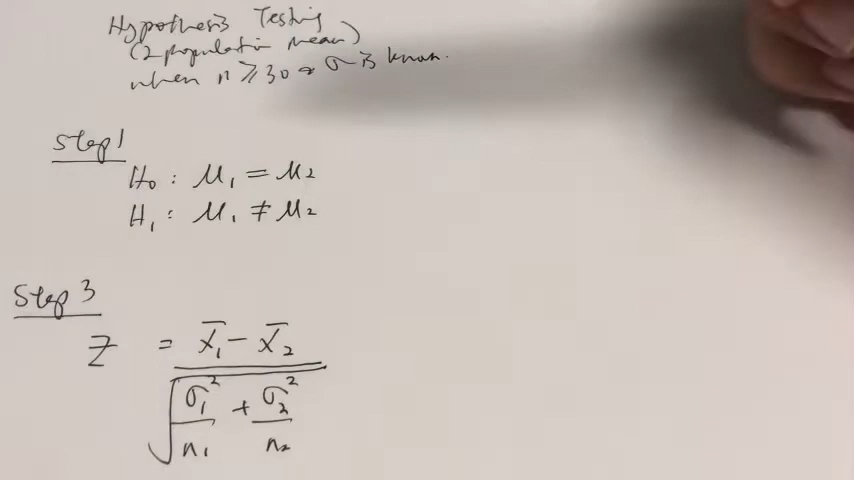 Hypothesis Testing
(2 population mean)
when n ≥ 30 & σ is known.
Step 1
H₀ : μ₁ = μ₂
H₁ : μ₁ ≠ μ₂
Step 3
Z = x̄₁ - x̄₂ / √(σ₁²/n₁ + σ₂²/n₂)